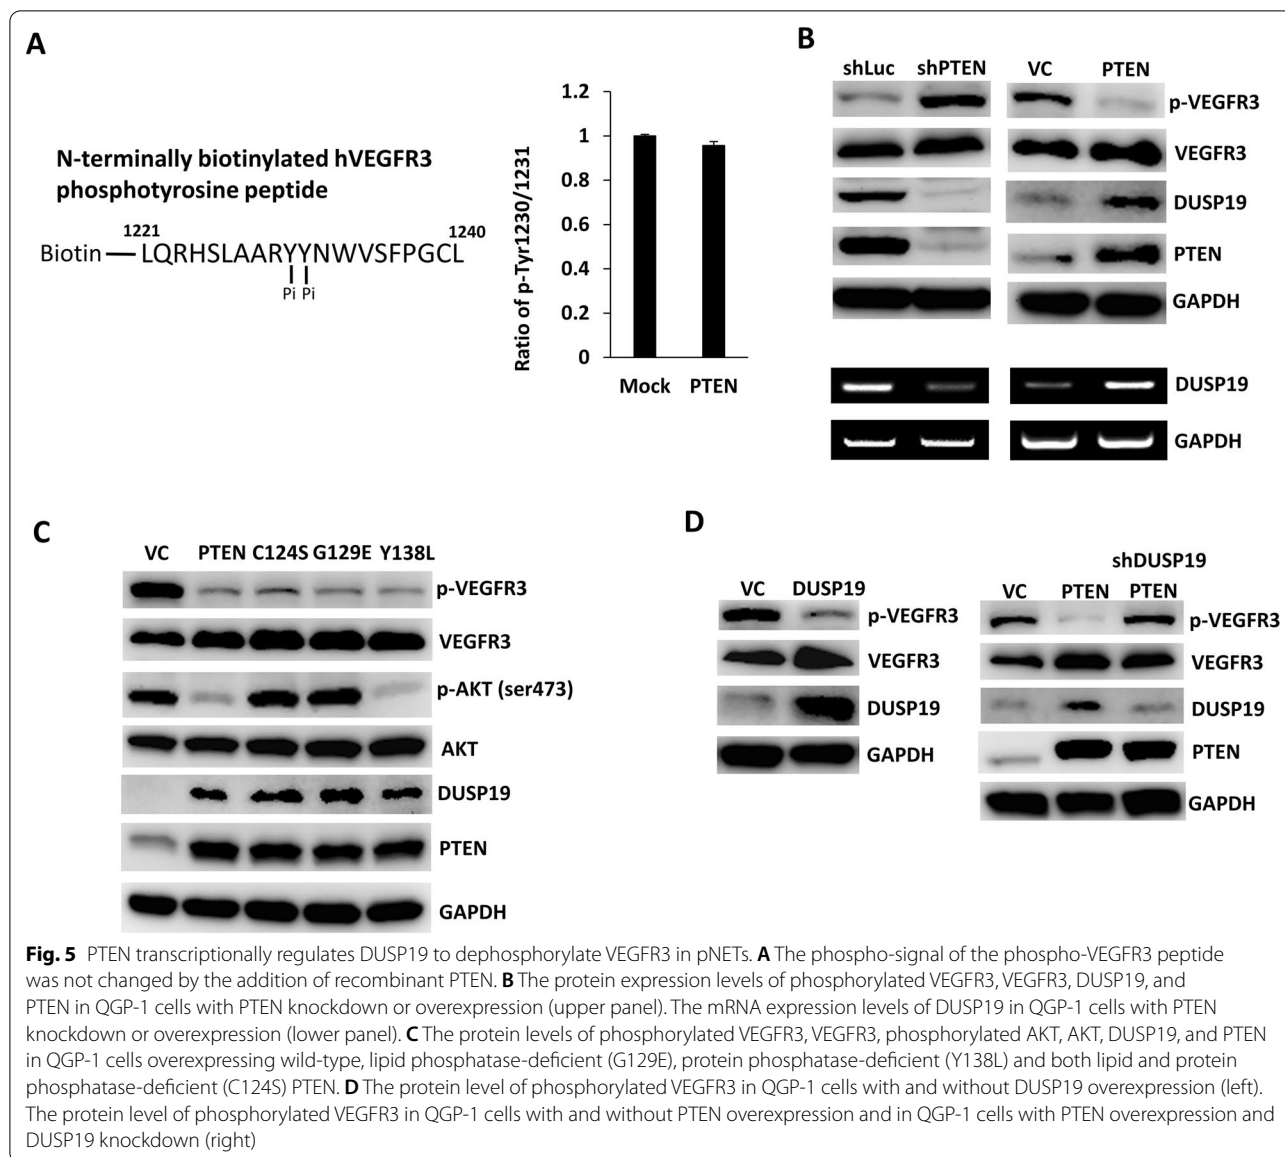 A
N-terminally biotinylated hVEGFR3
phosphotyrosine peptide
1221
1240
Biotin
LQRHSLAARYYNWVSFPGCL
Pi Pi
Ratio of p-Tyr1230/1231
1.2
1
0.8
0.6
0.4
0.2
0
Mock PTEN
B
shLuc shPTEN VC PTEN
p-VEGFR3
VEGFR3
DUSP19
PTEN
GAPDH
DUSP19
GAPDH
C
VC PTEN C124S G129E Y138L
p-VEGFR3
VEGFR3
p-AKT (ser473)
AKT
DUSP19
PTEN
GAPDH
D
VC DUSP19
p-VEGFR3
VEGFR3
DUSP19
GAPDH
shDUSP19
VC PTEN PTEN
p-VEGFR3
VEGFR3
DUSP19
PTEN
GAPDH
Fig. 5 PTEN transcriptionally regulates DUSP19 to dephosphorylate VEGFR3 in pNETs. A The phospho-signal of the phospho-VEGFR3 peptide
was not changed by the addition of recombinant PTEN. B The protein expression levels of phosphorylated VEGFR3, VEGFR3, DUSP19, and
PTEN in QGP-1 cells with PTEN knockdown or overexpression (upper panel). The mRNA expression levels of DUSP19 in QGP-1 cells with PTEN
knockdown or overexpression (lower panel). C The protein levels of phosphorylated VEGFR3, VEGFR3, phosphorylated AKT, AKT, DUSP19, and PTEN
in QGP-1 cells overexpressing wild-type, lipid phosphatase-deficient (G129E), protein phosphatase-deficient (Y138L) and both lipid and protein
phosphatase-deficient (C124S) PTEN. D The protein level of phosphorylated VEGFR3 in QGP-1 cells with and without DUSP19 overexpression (left).
The protein level of phosphorylated VEGFR3 in QGP-1 cells with and without PTEN overexpression and in QGP-1 cells with PTEN overexpression and
DUSP19 knockdown (right)